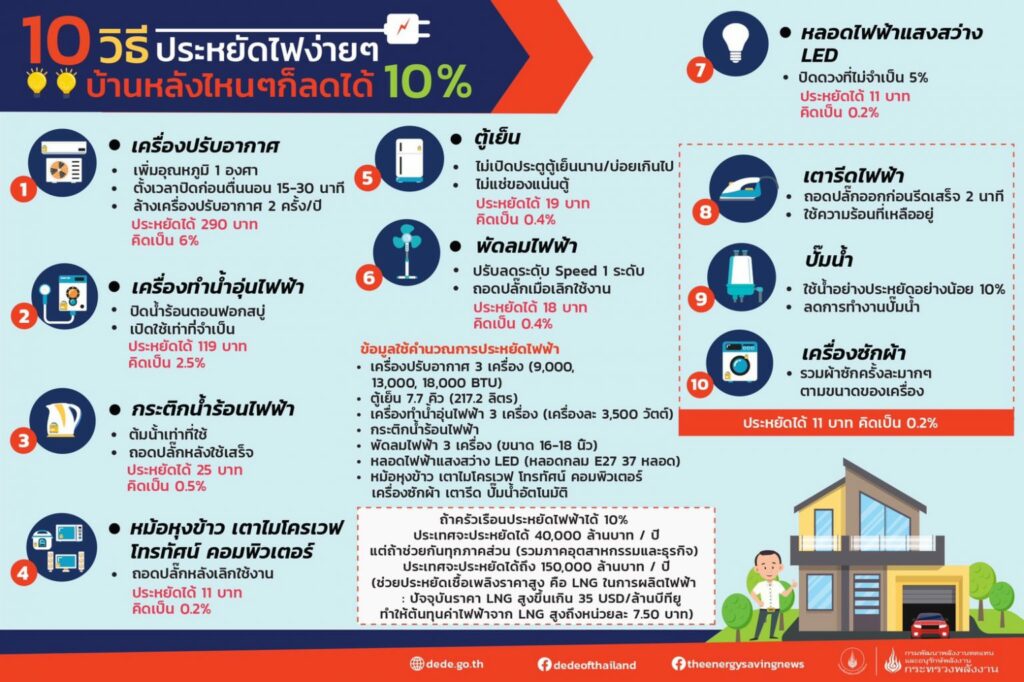 10 วิธี ประหยัดไฟง่ายๆ
บ้านหลังไหนๆก็ลดได้ 10%
1
• เครื่องปรับอากาศ
• เพิ่มอุณหภูมิ 1 องศา
• ตั้งเวลาปิดก่อนตื่นนอน 15-30 นาที
• ล้างเครื่องปรับอากาศ 2 ครั้ง/ปี
ประหยัดได้ 290 บาท
คิดเป็น 6%
2
• เครื่องทำน้ำอุ่นไฟฟ้า
• ปิดน้ำร้อนตอนฟอกสบู่
• เปิดใช้เท่าที่จำเป็น
ประหยัดได้ 119 บาท
คิดเป็น 2.5%
3
• กระติกน้ำร้อนไฟฟ้า
• ต้มน้ำเท่าที่ใช้
• ถอดปลั๊กหลังใช้เสร็จ
ประหยัดได้ 25 บาท
คิดเป็น 0.5%
4
• หม้อหุงข้าว เตาไมโครเวฟ
โทรทัศน์ คอมพิวเตอร์
• ถอดปลั๊กหลังเลิกใช้งาน
ประหยัดได้ 11 บาท
คิดเป็น 0.2%
5
• ตู้เย็น
• ไม่เปิดประตูตู้เย็นนาน/บ่อยเกินไป
• ไม่แช่ของแน่นตู้
ประหยัดได้ 19 บาท
คิดเป็น 0.4%
6
• พัดลมไฟฟ้า
• ปรับลดระดับ Speed 1 ระดับ
• ถอดปลั๊กเมื่อเลิกใช้งาน
ประหยัดได้ 18 บาท
คิดเป็น 0.4%
ข้อมูลใช้คำนวณการประหยัดไฟฟ้า
• เครื่องปรับอากาศ 3 เครื่อง (9,000,
13,000, 18,000 BTU)
• ตู้เย็น 7.7 คิว (217.2 ลิตร)
• เครื่องทำน้ำอุ่นไฟฟ้า 3 เครื่อง (เครื่องละ 3,500 วัตต์)
• กระติกน้ำร้อนไฟฟ้า
• พัดลมไฟฟ้า 3 เครื่อง (ขนาด 16-18 นิ้ว)
• หลอดไฟฟ้าแสงสว่าง LED (หลอดกลม E27 37 หลอด)
• หม้อหุงข้าว เตาไมโครเวฟ โทรทัศน์ คอมพิวเตอร์
เครื่องซักผ้า เตารีด ปั๊มน้ำอัตโนมัติ
ถ้าครัวเรือนประหยัดไฟฟ้าได้ 10%
ประเทศจะประหยัดได้ 40,000 ล้านบาท / ปี
แต่ถ้าช่วยกันทุกภาคส่วน (รวมภาคอุตสาหกรรมและธุรกิจ)
ประเทศจะประหยัดได้ถึง 150,000 ล้านบาท / ปี
(ช่วยประหยัดเชื้อเพลิงราคาสูง คือ LNG ในการผลิตไฟฟ้า
: ปัจจุบันราคา LNG สูงขึ้นเกิน 35 USD/ล้านบีทียู
ทำให้ต้นทุนค่าไฟฟ้าจาก LNG สูงถึงหน่วยละ 7.50 บาท)
7
• หลอดไฟฟ้าแสงสว่าง
LED
• ปิดดวงที่ไม่จำเป็น 5%
ประหยัดได้ 11 บาท
คิดเป็น 0.2%
8
เตารีดไฟฟ้า
• ถอดปลั๊กออกก่อนรีดเสร็จ 2 นาที
• ใช้ความร้อนที่เหลืออยู่
9
ปั๊มน้ำ
• ใช้น้ำอย่างประหยัดอย่างน้อย 10%
• ลดการทำงานปั๊มน้ำ
10
เครื่องซักผ้า
• รวมผ้าซักครั้งละมากๆ
ตามขนาดของเครื่อง
ประหยัดได้ 11 บาท คิดเป็น 0.2%
dede.go.th
dedeofthailand
theenergysavingnews
กรมพัฒนาพลังงานทดแทน
และอนุรักษ์พลังงาน
กระทรวงพลังงาน